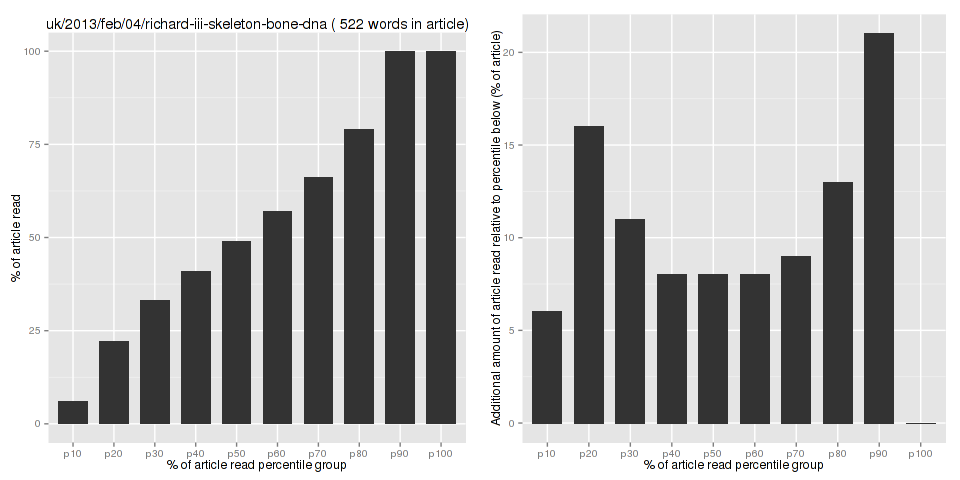 uk/2013/feb/04/richard-iii-skeleton-bone-dna ( 522 words in article)
100
75
50
25
0
% of article read
p10 p20 p30 p40 p50 p60 p70 p80 p90 p100
% of article read percentile group
Additional amount of article read relative to percentile below (% of article)
20
15
10
5
0
p10 p20 p30 p40 p50 p60 p70 p80 p90 p100
% of article read percentile group